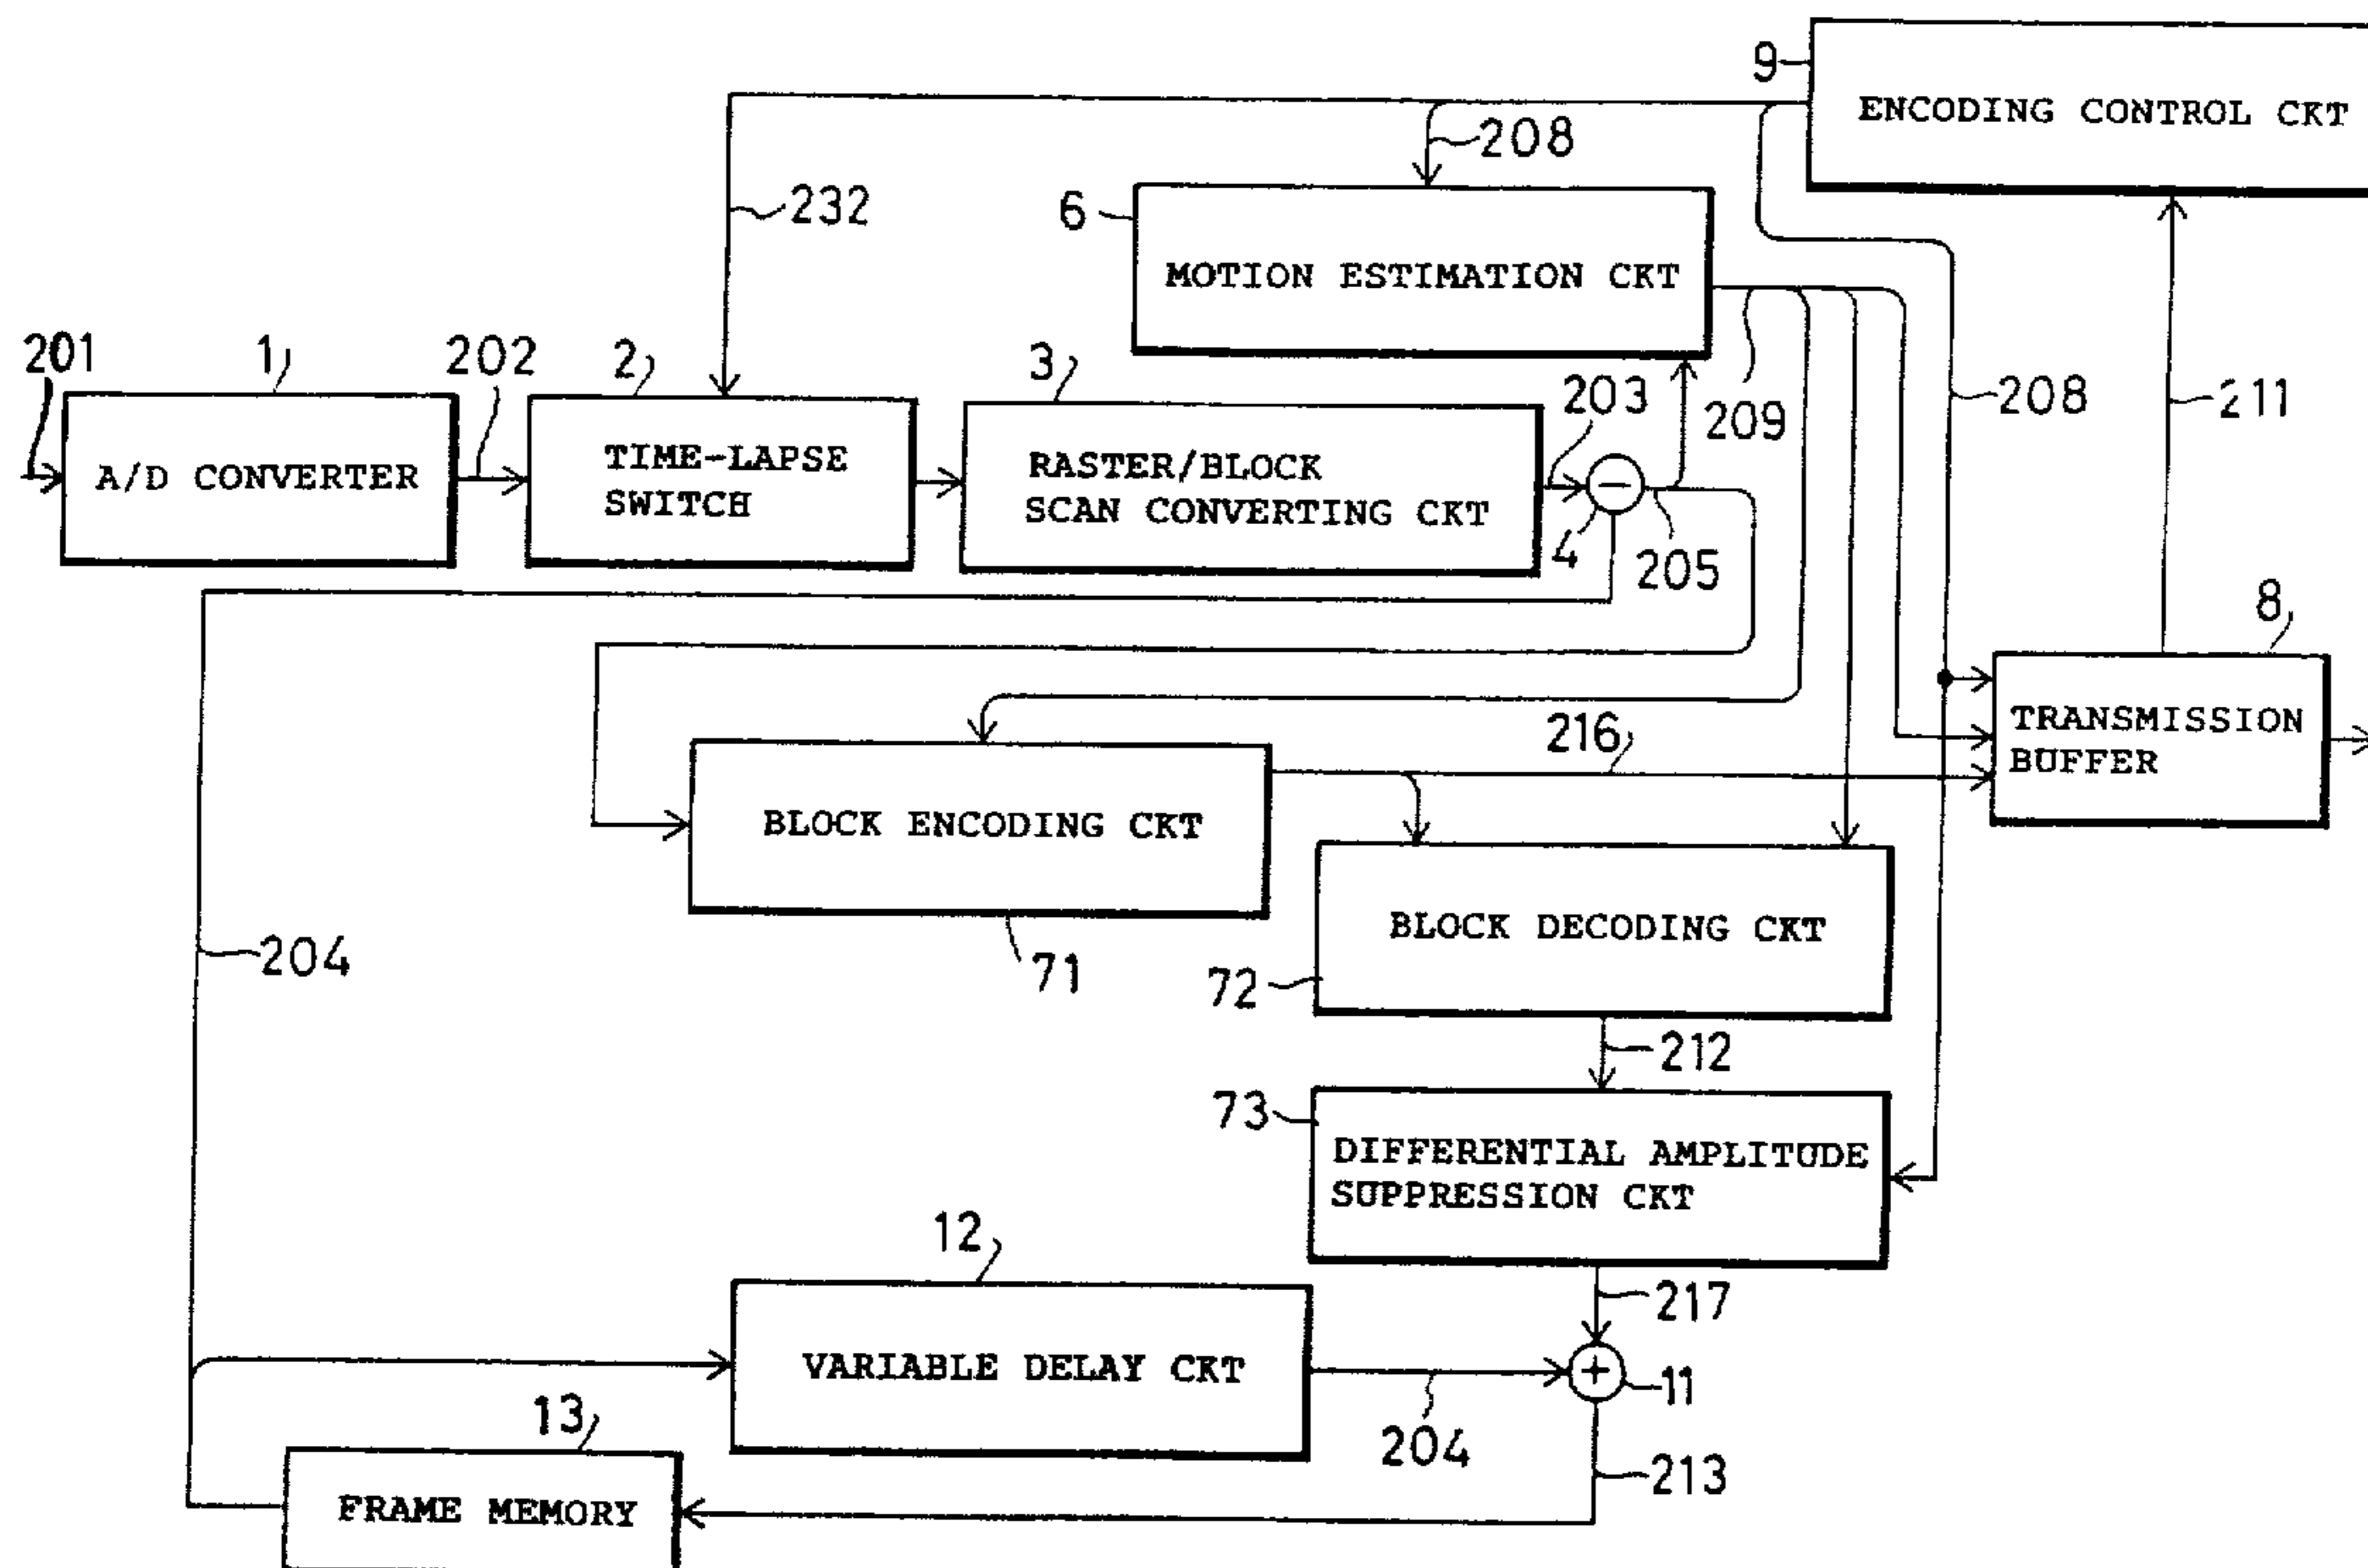 9
ENCODING CONTROL CKT
208
232
6
MOTION ESTIMATION CKT
201
1
202
2
3
203
209
208
211
A/D CONVERTER
TIME-LAPSE
SWITCH
RASTER/BLOCK
SCAN CONVERTING CKT
−
4
205
8
TRANSMISSION
BUFFER
216
BLOCK ENCODING CKT
71
BLOCK DECODING CKT
72
204
212
73
DIFFERENTIAL AMPLITUDE
SUPPRESSION CKT
12
217
VARIABLE DELAY CKT
+
11
204
13
213
FRAME MEMORY